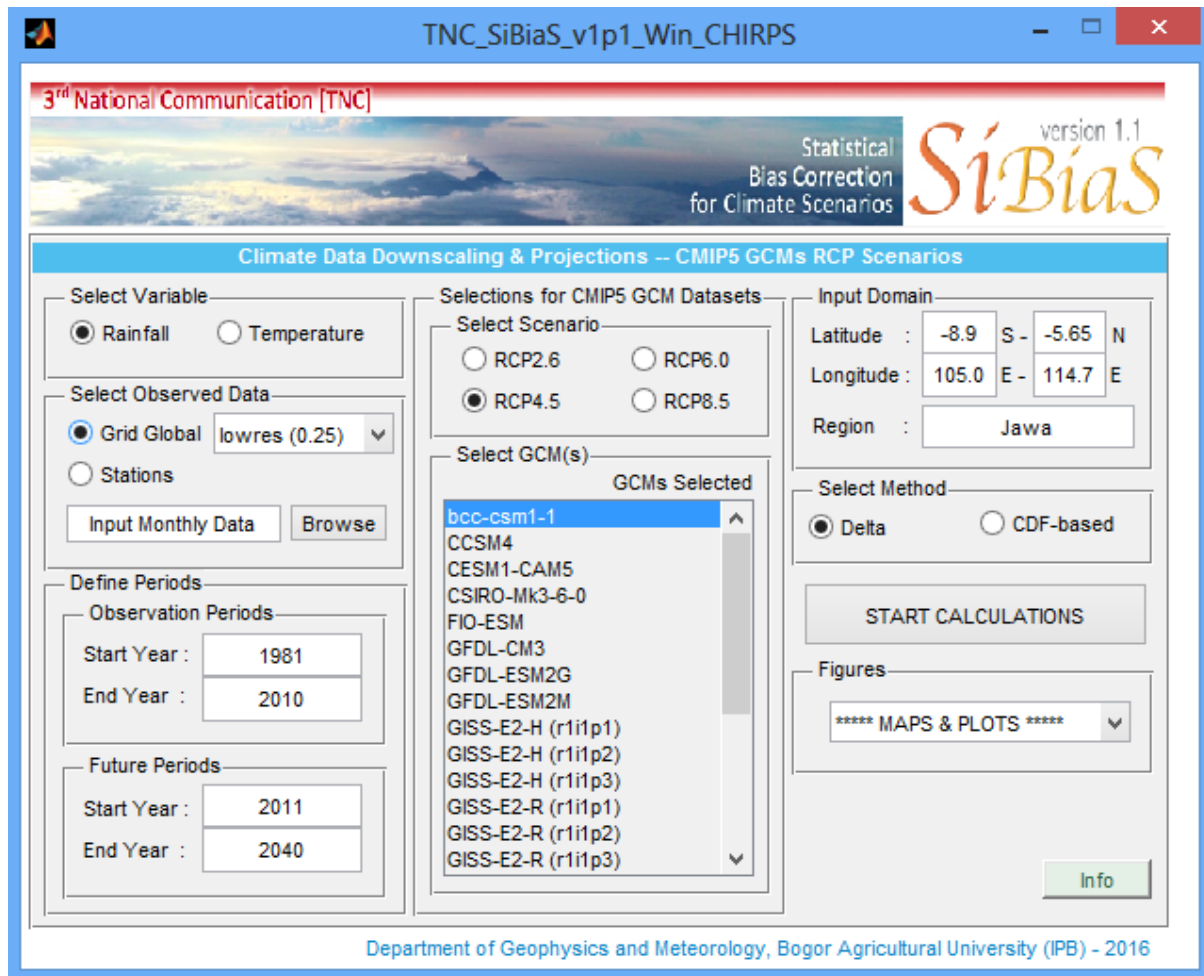 TNC_SiBiaS_v1p1_Win_CHIRPS
3rd National Communication [TNC]
Statistical
Bias Correction
for Climate Scenarios
version 1.1
SiBiaS
Climate Data Downscaling & Projections -- CMIP5 GCMs RCP Scenarios
Select Variable
Rainfall Temperature
Select Observed Data
Grid Global lowres (0.25)
Stations
Input Monthly Data Browse
Define Periods
Observation Periods
Start Year : 1981
End Year : 2010
Future Periods
Start Year : 2011
End Year : 2040
Selections for CMIP5 GCM Datasets
Select Scenario
RCP2.6 RCP6.0
RCP4.5 RCP8.5
Select GCM(s)
GCMs Selected
bcc-csm1-1
CCSM4
CESM1-CAM5
CSIRO-Mk3-6-0
FIO-ESM
GFDL-CM3
GFDL-ESM2G
GFDL-ESM2M
GISS-E2-H (r1i1p1)
GISS-E2-H (r1i1p2)
GISS-E2-H (r1i1p3)
GISS-E2-R (r1i1p1)
GISS-E2-R (r1i1p2)
GISS-E2-R (r1i1p3)
Input Domain
Latitude : -8.9 S - -5.65 N
Longitude : 105.0 E - 114.7 E
Region : Jawa
Select Method
Delta CDF-based
START CALCULATIONS
Figures
***** MAPS & PLOTS *****
Info
Department of Geophysics and Meteorology, Bogor Agricultural University (IPB) - 2016